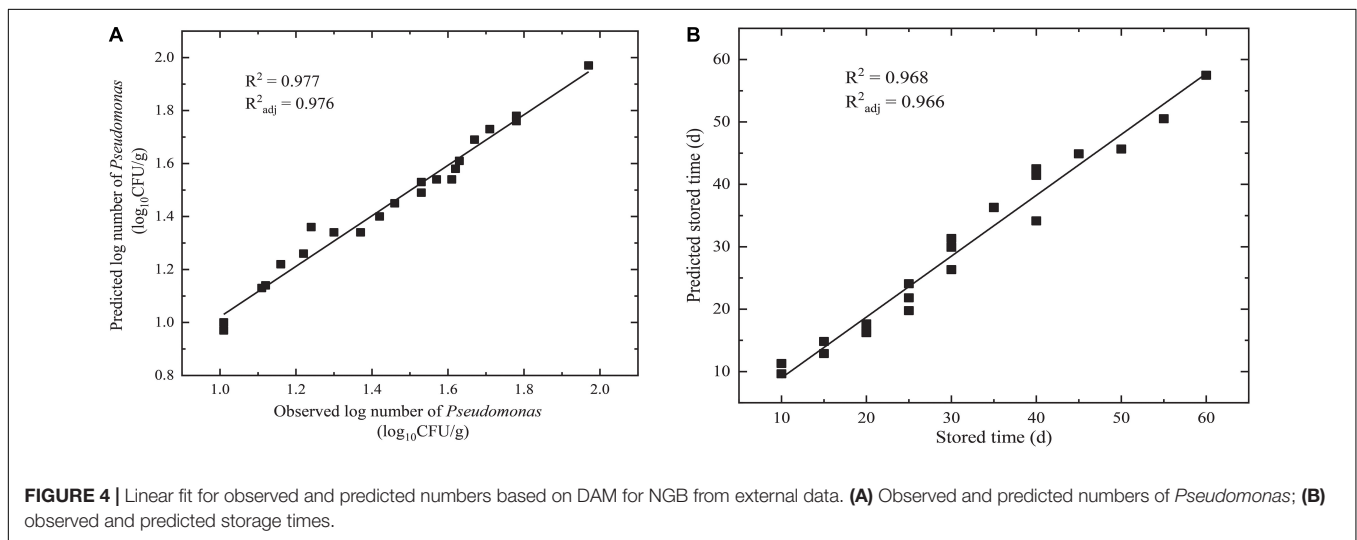 A
R² = 0.977
R²adj = 0.976
Predicted log number of Pseudomonas
(log₁₀CFU/g)
2.0
1.8
1.6
1.4
1.2
1.0
0.8
1.0 1.2 1.4 1.6 1.8 2.0
Observed log number of Pseudomonas
(log₁₀CFU/g)
B
R² = 0.968
R²adj = 0.966
Predicted stored time (d)
60
50
40
30
20
10
10 20 30 40 50 60
Stored time (d)
FIGURE 4 | Linear fit for observed and predicted numbers based on DAM for NGB from external data. (A) Observed and predicted numbers of Pseudomonas; (B)
observed and predicted storage times.